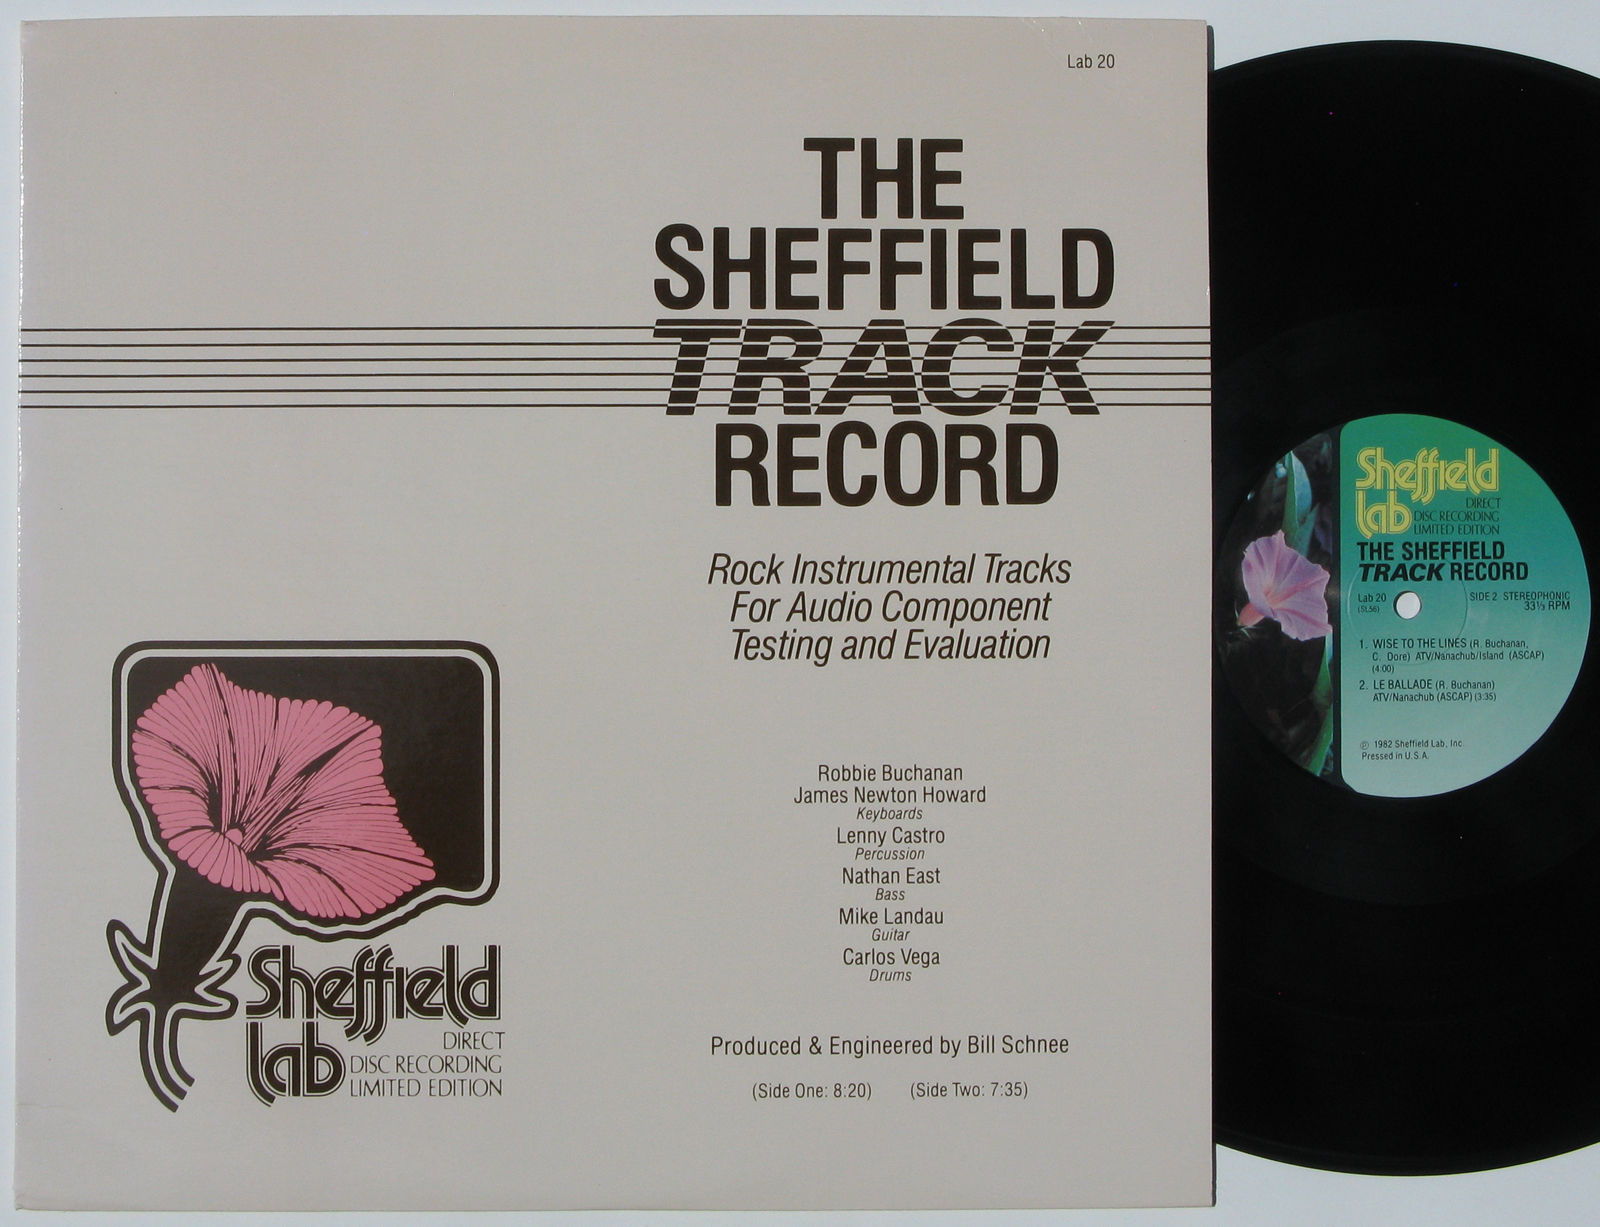 Lab 20
THE
SHEFFIELD
TRACK
RECORD
Rock Instrumental Tracks
For Audio Component
Testing and Evaluation
Robbie Buchanan
James Newton Howard
Keyboards
Lenny Castro
Percussion
Nathan East
Bass
Mike Landau
Guitar
Carlos Vega
Drums
Produced & Engineered by Bill Schnee
(Side One: 8:20) (Side Two: 7:35)
Sheffield
lab
DIRECT
DISC RECORDING
LIMITED EDITION
Sheffield
lab
DIRECT
DISC RECORDING
LIMITED EDITION
THE SHEFFIELD
TRACK RECORD
Lab 20
(SL56)
SIDE 2 STEREOPHONIC
33⅓ RPM
1. WISE TO THE LINES (R. Buchanan,
C. Dore) ATV/Nanachub/Island (ASCAP)
(4:00)
2. LE BALLADE (R. Buchanan)
ATV/Nanachub (ASCAP) (3:35)
℗ 1982 Sheffield Lab, Inc.
Pressed in U.S.A.